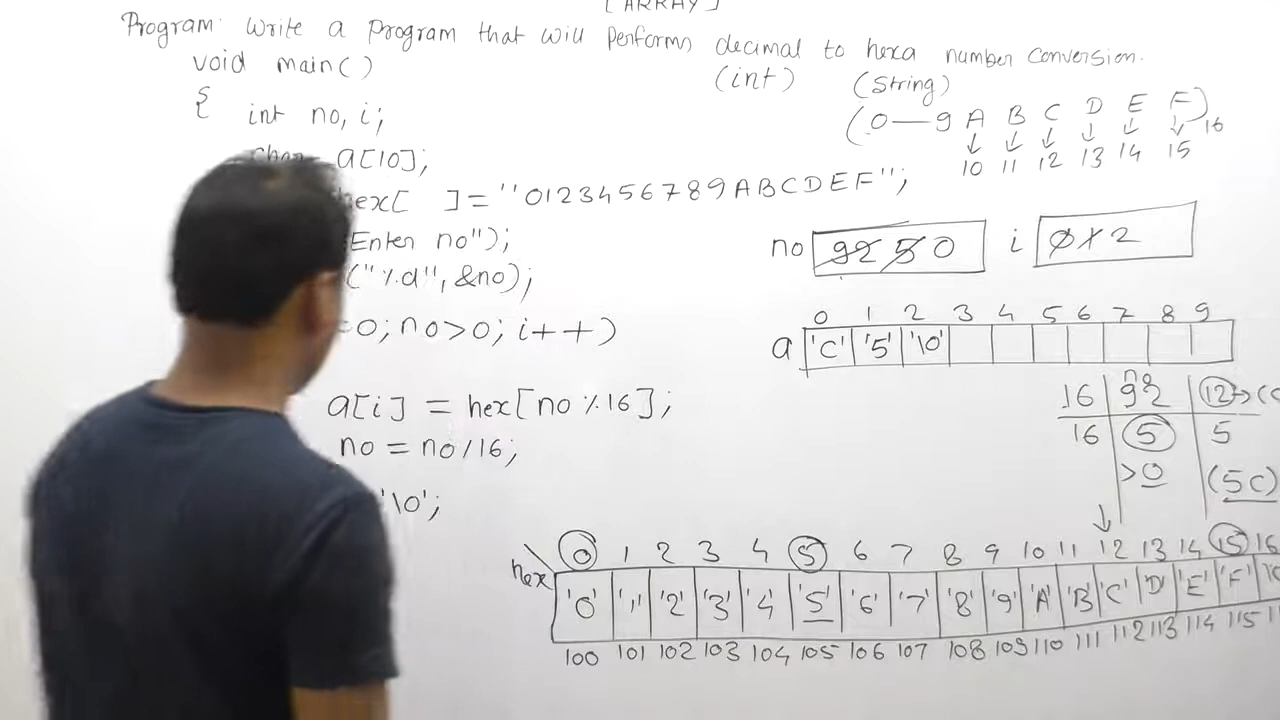 [ARRAY]
Program: Write a program that will performs decimal to hexa number conversion.
void main()
(int) (String)
{ int no, i;
(0—9 A B C D E F)16
10 11 12 13 14 15
char a[10];
hex[ ]= "0123456789ABCDEF";
Enter no");
("%d", &no);
no 92 5 0 i 0 1 2
=0; no>0; i++)
0 1 2 3 4 5 6 7 8 9
a 'C' '5' '\0'
a[i] = hex[no%16];
no = no/16;
'\0';
no
16 92 12→
16 5 5
>0 (5C)
0 1 2 3 4 5 6 7 8 9 10 11 12 13 14 15 16
hex '0' '1' '2' '3' '4' '5' '6' '7' '8' '9' 'A' 'B' 'C' 'D' 'E' 'F'
100 101 102 103 104 105 106 107 108 109 110 111 112 113 114 115